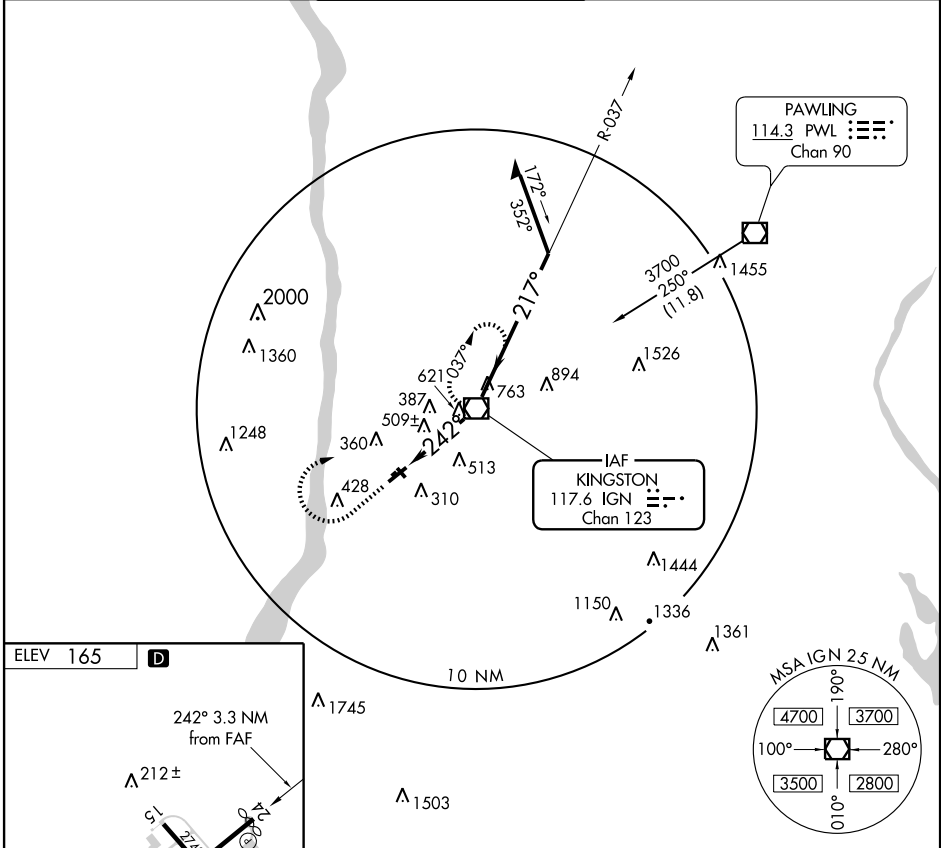 R-037
PAWLING
114.3 PWL
Chan 90
172°
352°
3700
250°
(11.8)
1455
217°
2000
1360
037°
1526
621
763
894
387
509±
1248
360
242°
513
428
310
IAF
KINGSTON
117.6 IGN
Chan 123
1444
1150
1336
1361
10 NM
ELEV 165 D
242° 3.3 NM
from FAF
1745
212±
1503
15
24
P
MSA IGN 25 NM
190°
4700 3700
100° 280°
3500 2800
010°